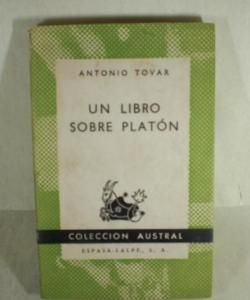 ANTONIO TOVAR
UN LIBRO
SOBRE PLATÓN
COLECCION AUSTRAL
ESPASA-CALPE, S. A.